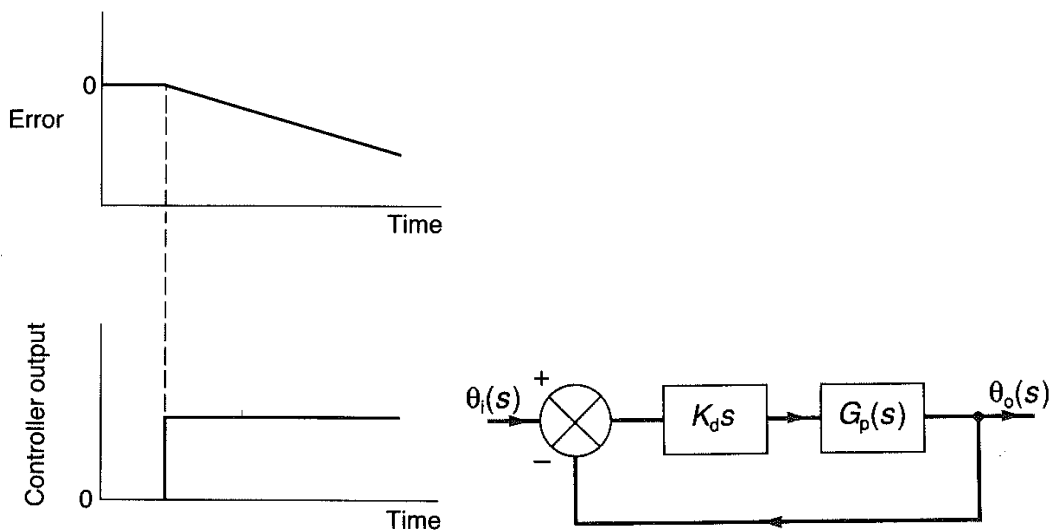 0
Error
Time
Controller output
0
Time
θi(s)
+
−
Kds
Gp(s)
θo(s)